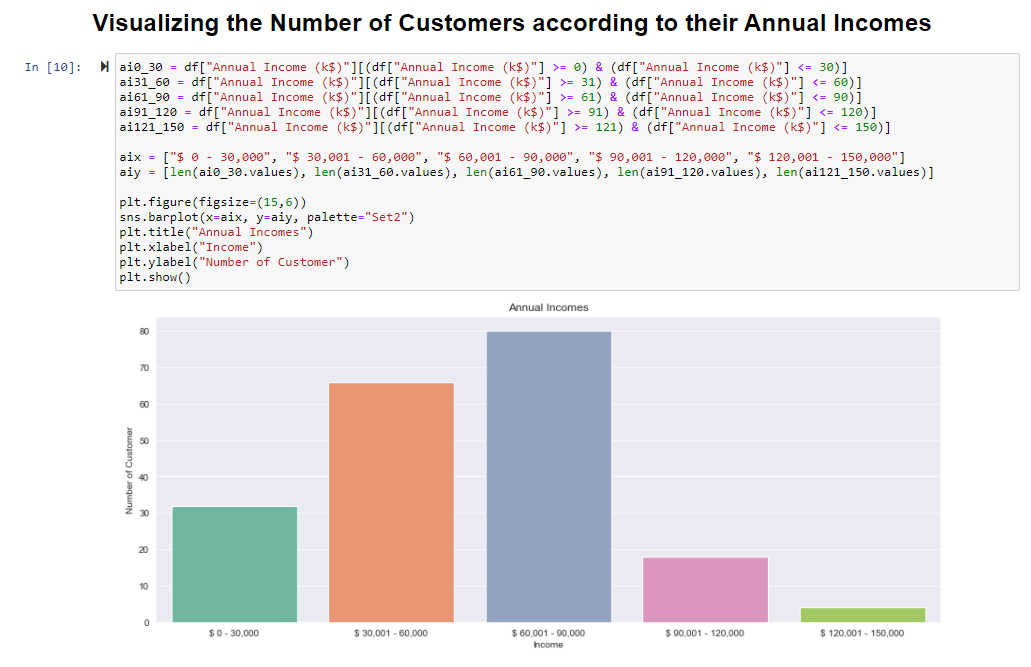 Visualizing the Number of Customers according to their Annual Incomes
In [10]:
ai0_30 = df["Annual Income (k$)"][(df["Annual Income (k$)"] >= 0) & (df["Annual Income (k$)"] <= 30)]
ai31_60 = df["Annual Income (k$)"][(df["Annual Income (k$)"] >= 31) & (df["Annual Income (k$)"] <= 60)]
ai61_90 = df["Annual Income (k$)"][(df["Annual Income (k$)"] >= 61) & (df["Annual Income (k$)"] <= 90)]
ai91_120 = df["Annual Income (k$)"][(df["Annual Income (k$)"] >= 91) & (df["Annual Income (k$)"] <= 120)]
ai121_150 = df["Annual Income (k$)"][(df["Annual Income (k$)"] >= 121) & (df["Annual Income (k$)"] <= 150)]
aix = ["$ 0 - 30,000", "$ 30,001 - 60,000", "$ 60,001 - 90,000", "$ 90,001 - 120,000", "$ 120,001 - 150,000"]
aiy = [len(ai0_30.values), len(ai31_60.values), len(ai61_90.values), len(ai91_120.values), len(ai121_150.values)]
plt.figure(figsize=(15,6))
sns.barplot(x=aix, y=aiy, palette="Set2")
plt.title("Annual Incomes")
plt.xlabel("Income")
plt.ylabel("Number of Customer")
plt.show()
Annual Incomes
Number of Customer
80
70
60
50
40
30
20
10
0
$ 0 - 30,000 $ 30,001 - 60,000 $ 60,001 - 90,000 $ 90,001 - 120,000 $ 120,001 - 150,000
Income